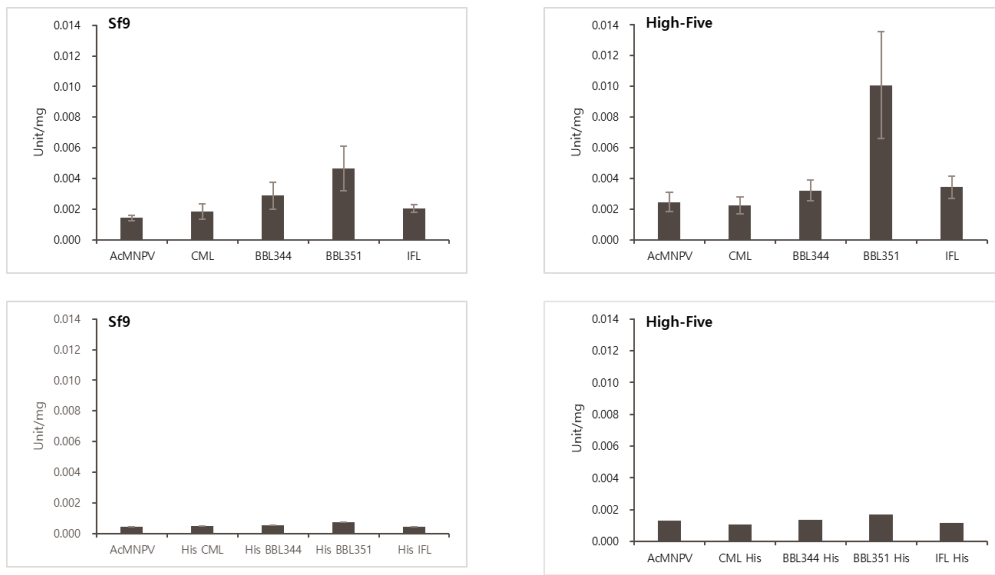 Sf9
0.014
0.012
0.010
0.008
0.006
0.004
0.002
0.000
Unit/mg
AcMNPV CML BBL344 BBL351 IFL
High-Five
0.014
0.012
0.010
0.008
0.006
0.004
0.002
0.000
Unit/mg
AcMNPV CML BBL344 BBL351 IFL
Sf9
0.014
0.012
0.010
0.008
0.006
0.004
0.002
0.000
Unit/mg
AcMNPV His CML His BBL344 His BBL351 His IFL
High-Five
0.014
0.012
0.010
0.008
0.006
0.004
0.002
0.000
Unit/mg
AcMNPV CML His BBL344 His BBL351 His IFL His